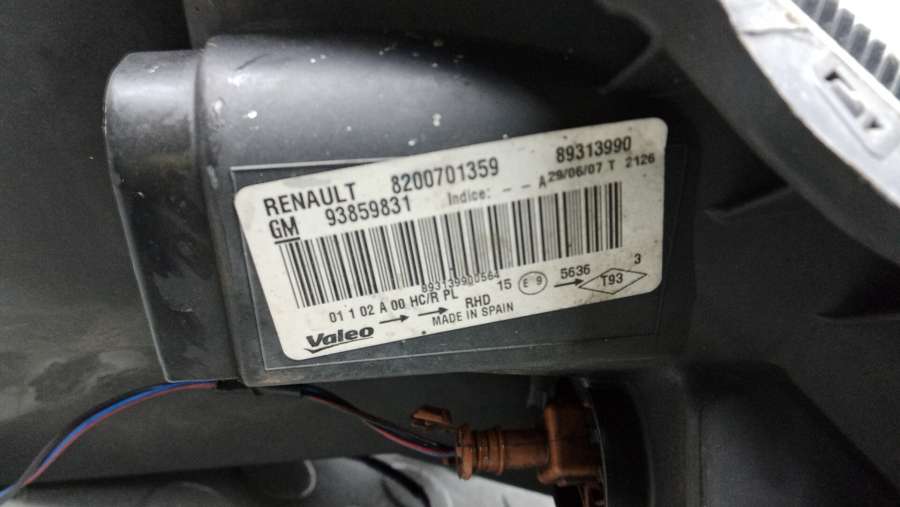 RENAULT 8200701359 89313990
GM 93859831 Indice: - - A 29/06/07 T 2126
893139900564
01 1 02 A 00 HC/R PL 15 E 9 5636 T93 3
RHD
Valeo MADE IN SPAIN